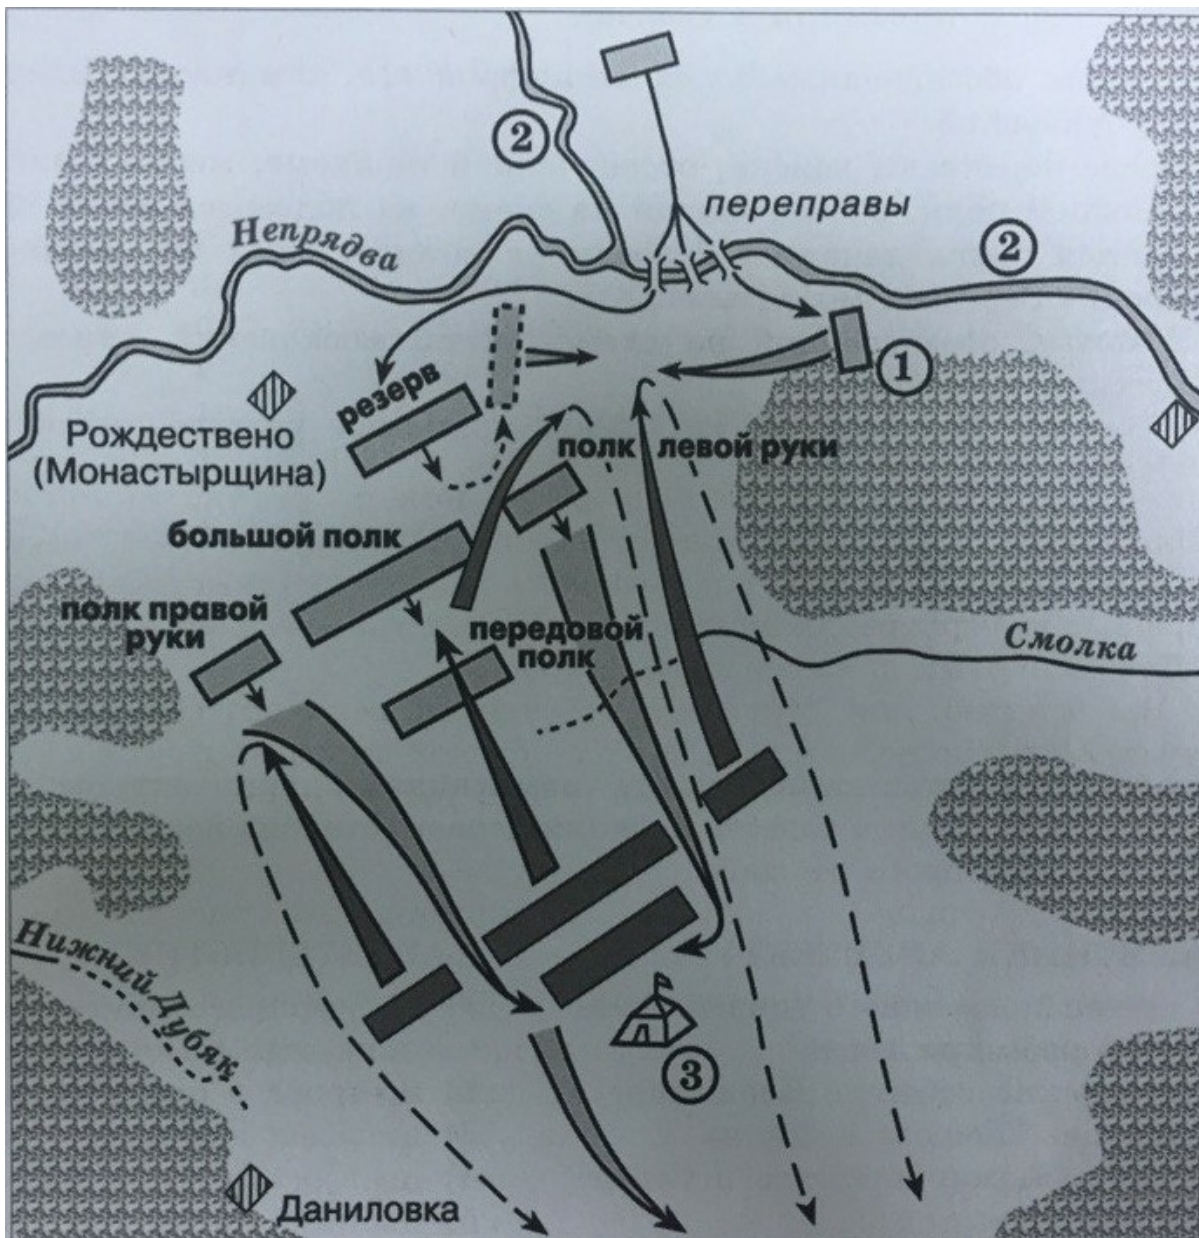 2
переправы
Непрядва
2
1
резерв
Рождествено
(Монастырщина)
полк левой руки
большой полк
полк правой
руки
передовой
полк
Смолка
Нижний Дубяк
3
Даниловка